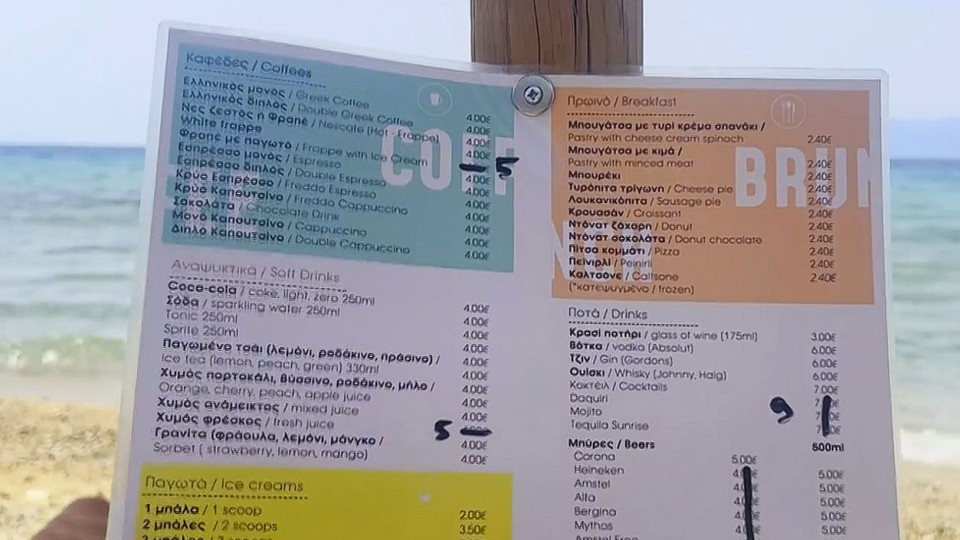 Καφέδες / Coffees
Ελληνικός μονός / Greek Coffee 4.00€
Ελληνικός διπλός / Double Greek Coffee 4.00€
Νες ζεστός ή Φραπέ / Nescafe (Hot - Frappe) 4.00€
White frappe 4.00€
Φραπέ με παγωτό / Frappe with Ice Cream 5
Εσπρέσσο μονός / Espresso 4.00€
Εσπρέσσο διπλός / Double Espresso 4.00€
Κρύο Εσπρέσσο / Freddo Espresso 4.00€
Κρύο Καπουτσίνο / Freddo Cappuccino 4.00€
Σοκολάτα / Chocolate Drink 4.00€
Μονό Καπουτσίνο / Cappuccino 4.00€
Διπλό Καπουτσίνο / Double Cappuccino 4.00€
COFF
Αναψυκτικά / Soft Drinks
Coca-cola / coke, light, zero 250ml 4.00€
Σόδα / sparkling water 250ml 4.00€
Tonic 250ml 4.00€
Sprite 250ml 4.00€
Παγωμένο τσάι (λεμόνι, ροδάκινο, πράσινο) /
Ice tea (lemon, peach, green) 330ml 4.00€
Χυμός πορτοκάλι, βύσσινο, ροδάκινο, μήλο /
Orange, cherry, peach, apple juice 4.00€
Χυμός ανάμεικτος / mixed juice 4.00€
Χυμός φρέσκος / fresh juice 5
Γρανίτα (φράουλα, λεμόνι, μάνγκο / 4.00€
Sorbet ( strawberry, lemon, mango) 4.00€
Παγωτά / Ice creams
1 μπάλα / 1 scoop 2.00€
2 μπάλες / 2 scoops 3.50€
Πρωινό / Breakfast
Μπουγάτσα με τυρί κρέμα σπανάκι /
Pastry with cheese cream spinach 2.40€
Μπουγάτσα με κιμά /
Pastry with minced meat 2.40€
Μπουρέκι 2.40€
Τυρόπιτα τρίγωνη / Cheese pie 2.40€
Λουκανικόπιτα / Sausage pie 2.40€
Κρουασάν / Croissant 2.40€
Ντόνατ ζάχαρη / Donut 2.40€
Ντόνατ σοκολάτα / Donut chocolate 2.40€
Πίτσα κομμάτι / Pizza 2.40€
Πεϊνιρλί / Peinirli 2.40€
Καλτσόνε / Caltsone 2.40€
(*κατεψυγμένο / frozen)
BRUN
Ποτά / Drinks
Κρασί ποτήρι / glass of wine (175ml) 3.00€
Βότκα / vodka (Absolut) 6.00€
Τζιν / Gin (Gordons) 6.00€
Ουίσκι / Whisky (Johnny, Haig) 6.00€
Κοκτέιλ / Cocktails 7.00€
Daquiri
Mojito 9
Tequila Sunrise
Μπύρες / Beers 500ml
Corona 5.00€
Heineken 5.00€
Amstel 5.00€
Alfa 5.00€
Bergina 5.00€
Mythos 5.00€
Amstel Free